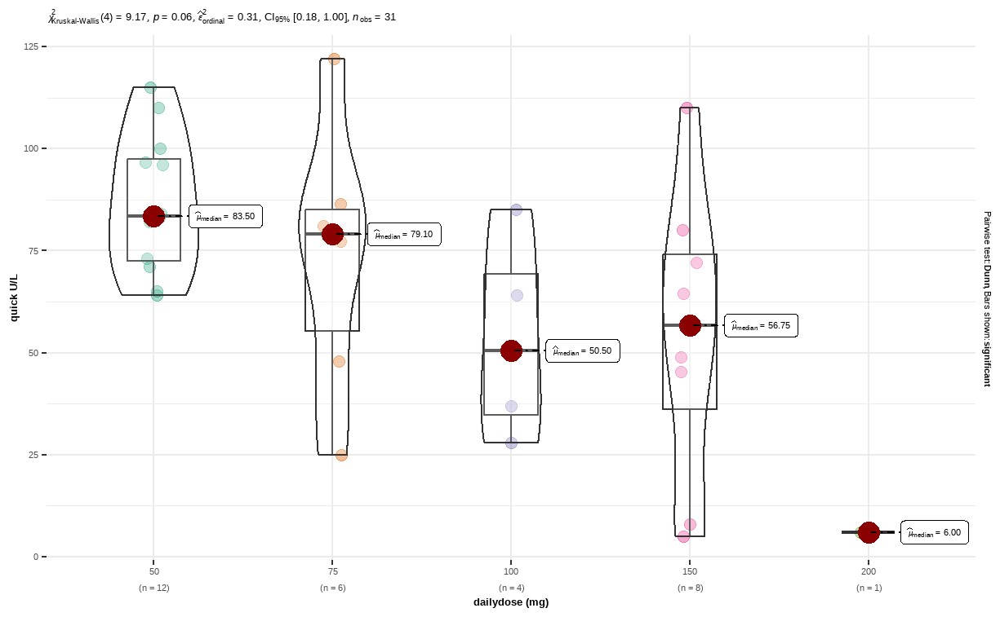 χ²Kruskal-Wallis(4) = 9.17, p = 0.06, ε̂²ordinal = 0.31, CI95% [0.18, 1.00], nobs = 31
125
100
75
50
25
0
quick U/L
μ̂median = 83.50
μ̂median = 79.10
μ̂median = 50.50
μ̂median = 56.75
μ̂median = 6.00
50
(n = 12)
75
(n = 6)
100
(n = 4)
150
(n = 8)
200
(n = 1)
dailydose (mg)
Pairwise test: Dunn, Bars shown: significant